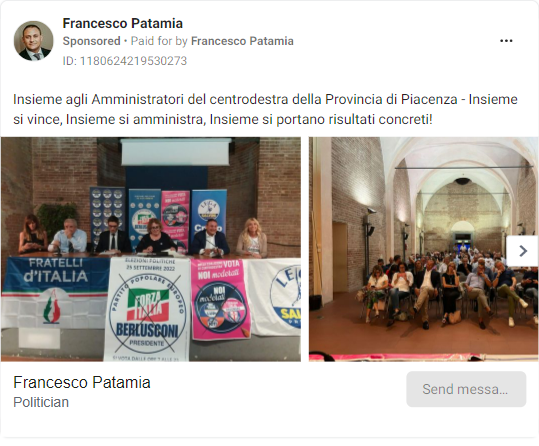 Francesco Patamia
Sponsored • Paid for by Francesco Patamia
ID: 1180624219530273
Insieme agli Amministratori del centrodestra della Provincia di Piacenza - Insieme
si vince, Insieme si amministra, Insieme si portano risultati concreti!
FRATELLI
d'ITALIA
ELEZIONI POLITICHE
25 SETTEMBRE 2022
PARTITO POPOLARE EUROPEO
FORZA
ITALIA
BERLUSCONI
PRESIDENTE
VOTA
NOI moderati
NOI
moderati
LEGA
Francesco Patamia
Politician
Send messa...